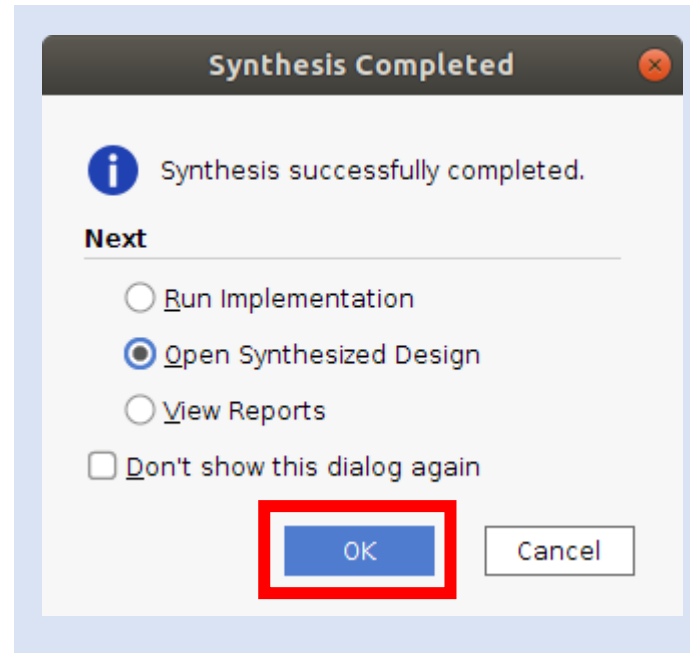 Synthesis Completed
Synthesis successfully completed.
Next
Run Implementation
Open Synthesized Design
View Reports
Don't show this dialog again
OK
Cancel